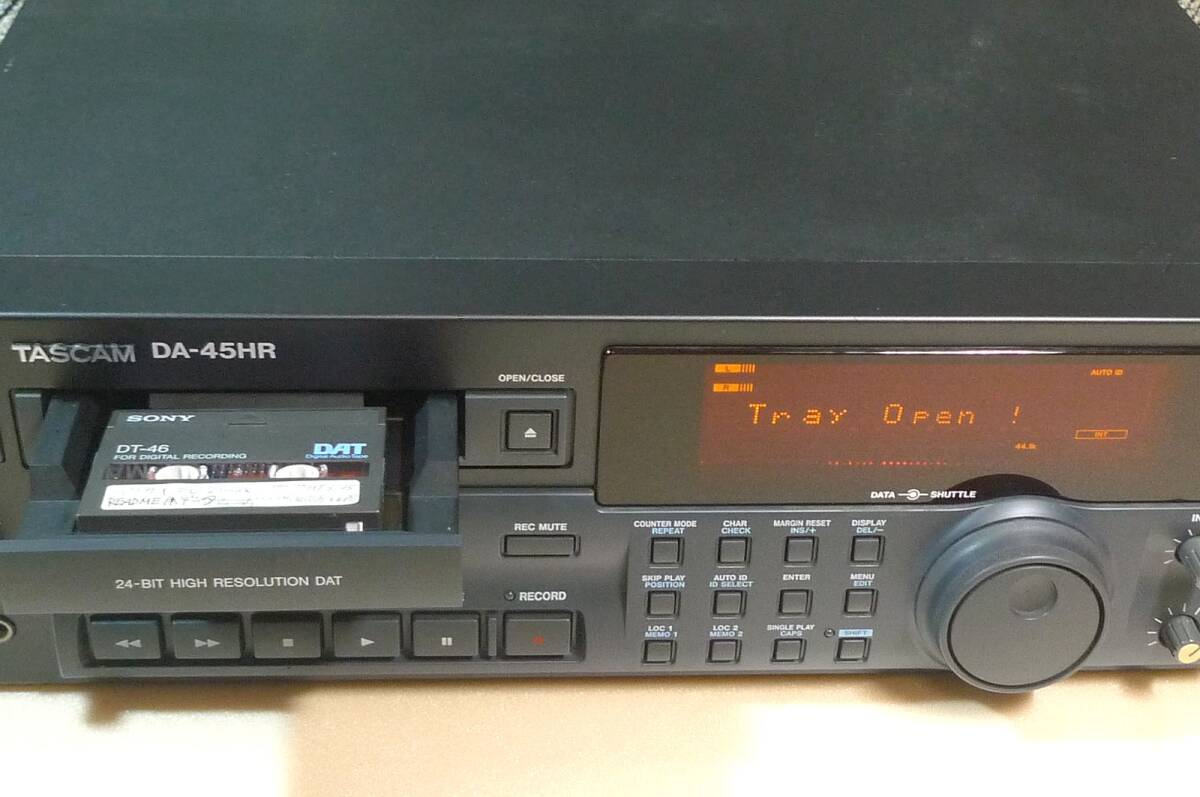 TASCAM DA-45HR
OPEN/CLOSE
SONY
DT-46
FOR DIGITAL RECORDING
DAT
Digital Audio Tape
README
24-BIT HIGH RESOLUTION DAT
REC MUTE
RECORD
L
R
AUTO ID
Tray Open !
INT
44.1k
DATA SHUTTLE
COUNTER MODE
REPEAT
CHAR
CHECK
MARGIN RESET
INS/+
DISPLAY
DEL/−
SKIP PLAY
POSITION
AUTO ID
ID SELECT
ENTER
MENU
EDIT
LOC 1
MEMO 1
LOC 2
MEMO 2
SINGLE PLAY
CAPS
SHIFT